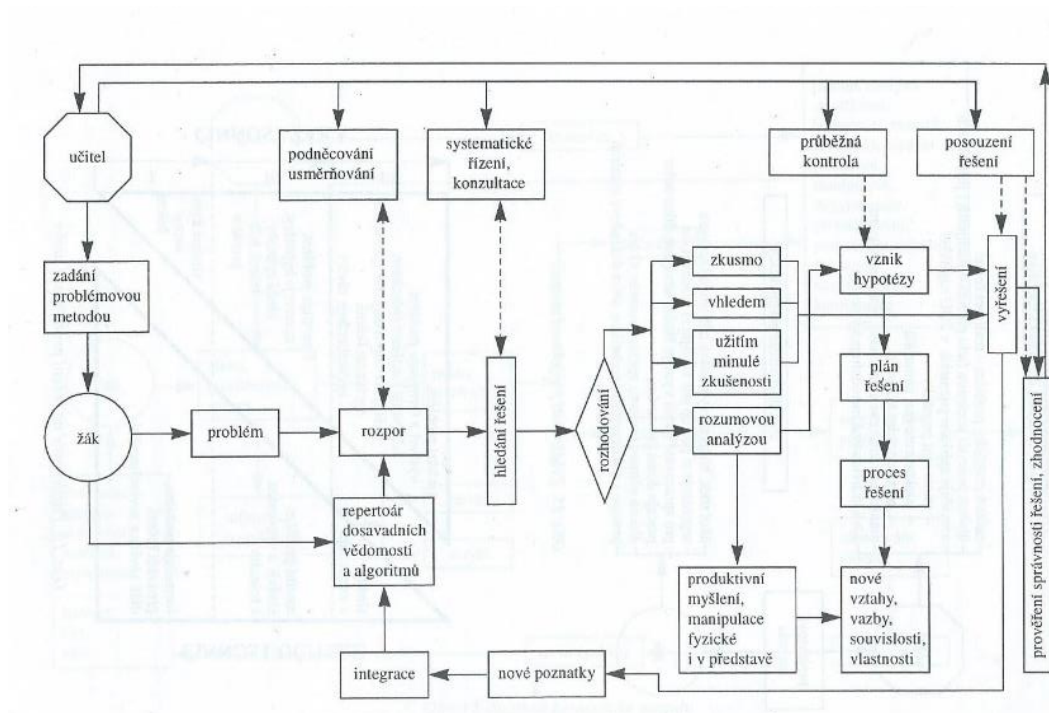 učitel
podněcování
usměrňování
systematické
řízení,
konzultace
průběžná
kontrola
posouzení
řešení
zadání
problémovou
metodou
zkusmo
vhledem
užitím
minulé
zkušenosti
rozumovou
analýzou
vznik
hypotézy
vyřešení
plán
řešení
žák
problém
rozpor
hledání řešení
rozhodování
proces
řešení
prověření správnosti řešení, zhodnocení
repertoár
dosavadních
vědomostí
a algoritmů
produktivní
myšlení,
manipulace
fyzické
i v představě
nové
vztahy,
vazby,
souvislosti,
vlastnosti
integrace
nové poznatky